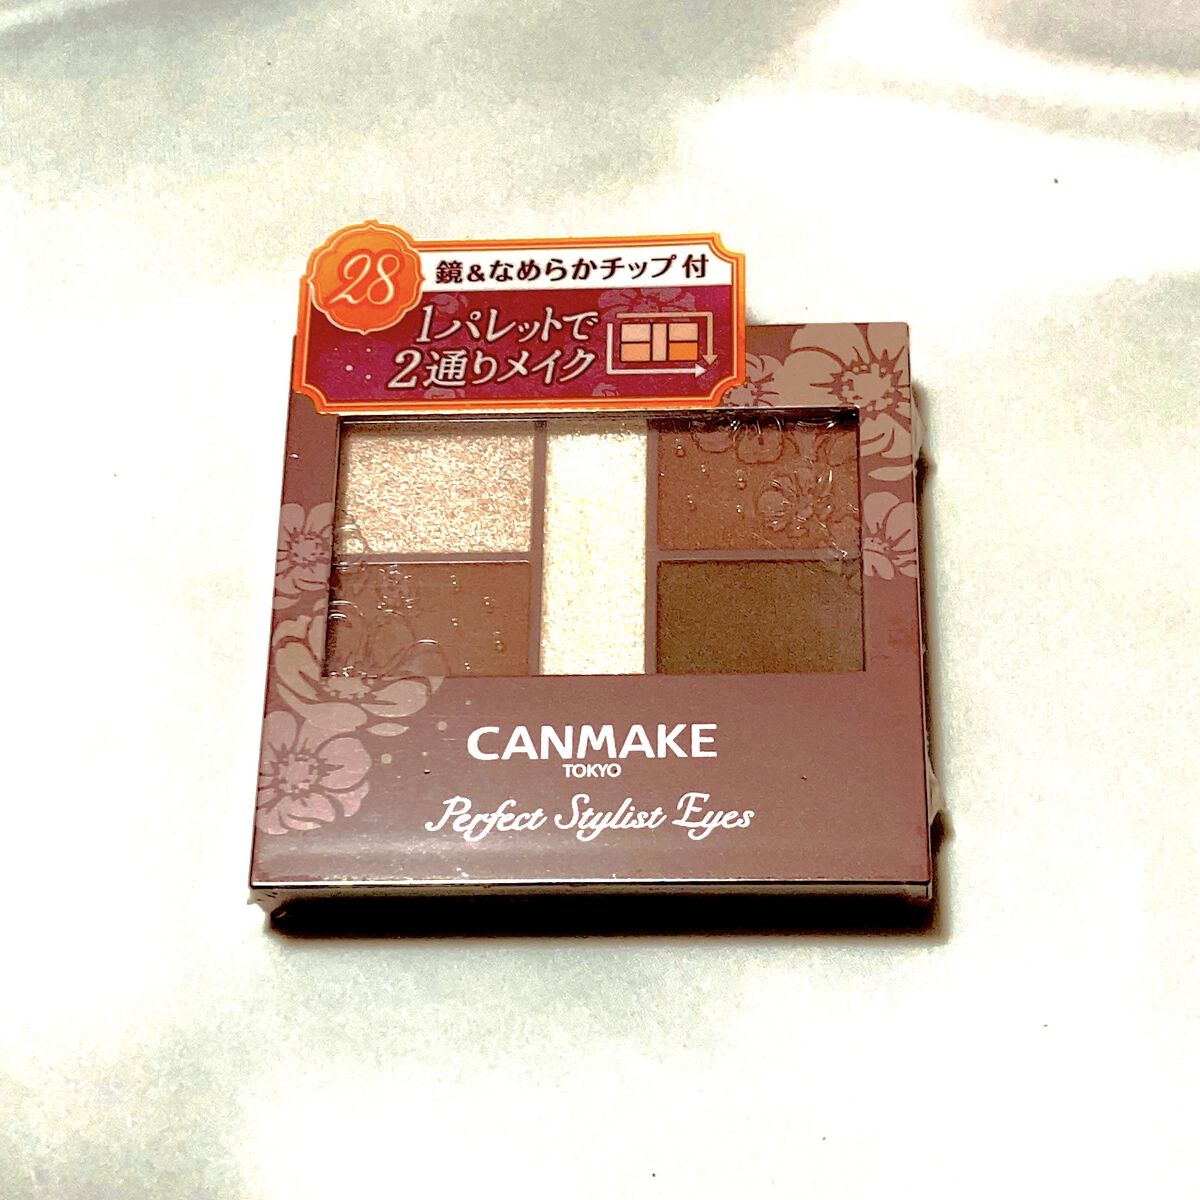 28
鏡&なめらかチップ付
1パレットで
2通りメイク
CANMAKE
TOKYO
Perfect Stylist Eyes